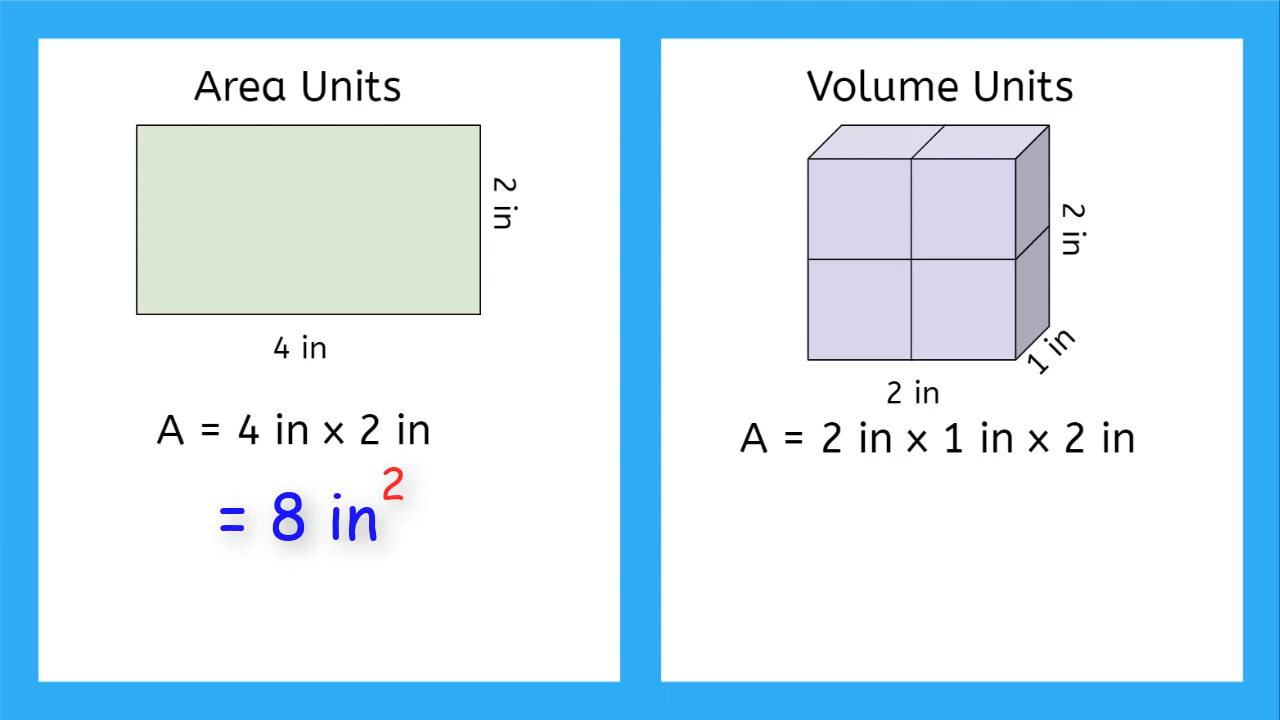 Area Units
2 in
4 in
A = 4 in x 2 in
= 8 in²
Volume Units
2 in
1 in
2 in
A = 2 in x 1 in x 2 in